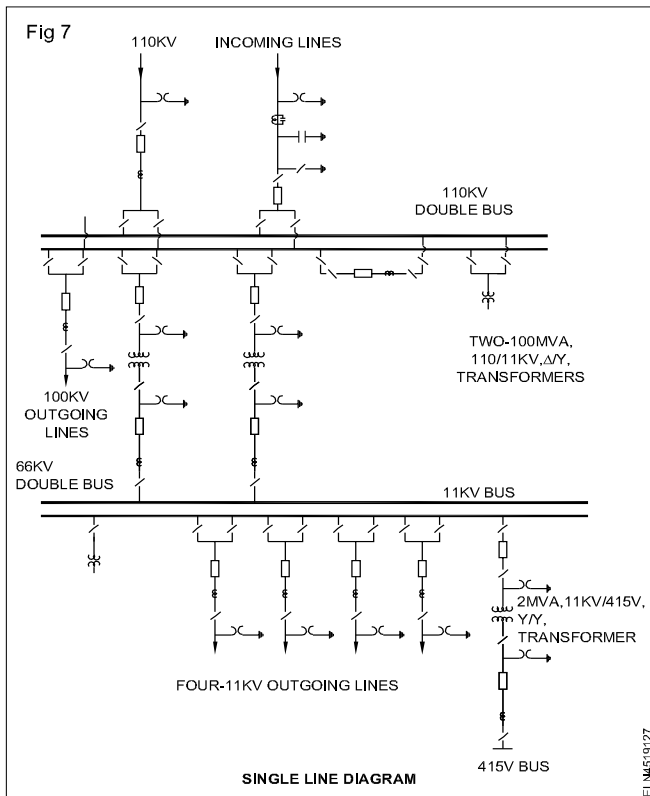 Fig 7
110KV
INCOMING LINES
110KV
DOUBLE BUS
TWO-100MVA,
110/11KV,Δ/Y,
TRANSFORMERS
100KV
OUTGOING
LINES
66KV
DOUBLE BUS
11KV BUS
2MVA,11KV/415V,
Y/Y,
TRANSFORMER
FOUR-11KV OUTGOING LINES
415V BUS
SINGLE LINE DIAGRAM